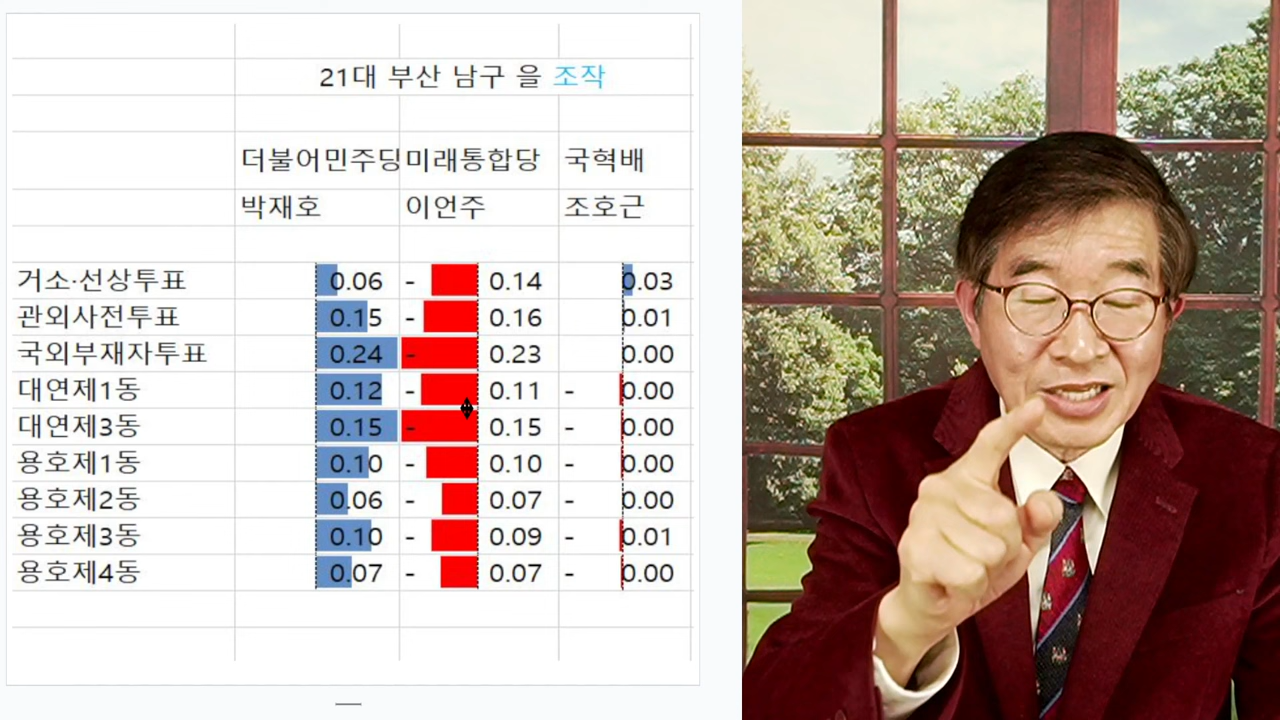 21대 부산 남구 을 조작
더불어민주당 미래통합당 국혁배
박재호 이언주 조호근
거소·선상투표 0.06 - 0.14 0.03
관외사전투표 0.15 - 0.16 0.01
국외부재자투표 0.24 - 0.23 0.00
대연제1동 0.12 - 0.11 - 0.00
대연제3동 0.15 - 0.15 - 0.00
용호제1동 0.10 - 0.10 - 0.00
용호제2동 0.06 - 0.07 - 0.00
용호제3동 0.10 - 0.09 - 0.01
용호제4동 0.07 - 0.07 - 0.00